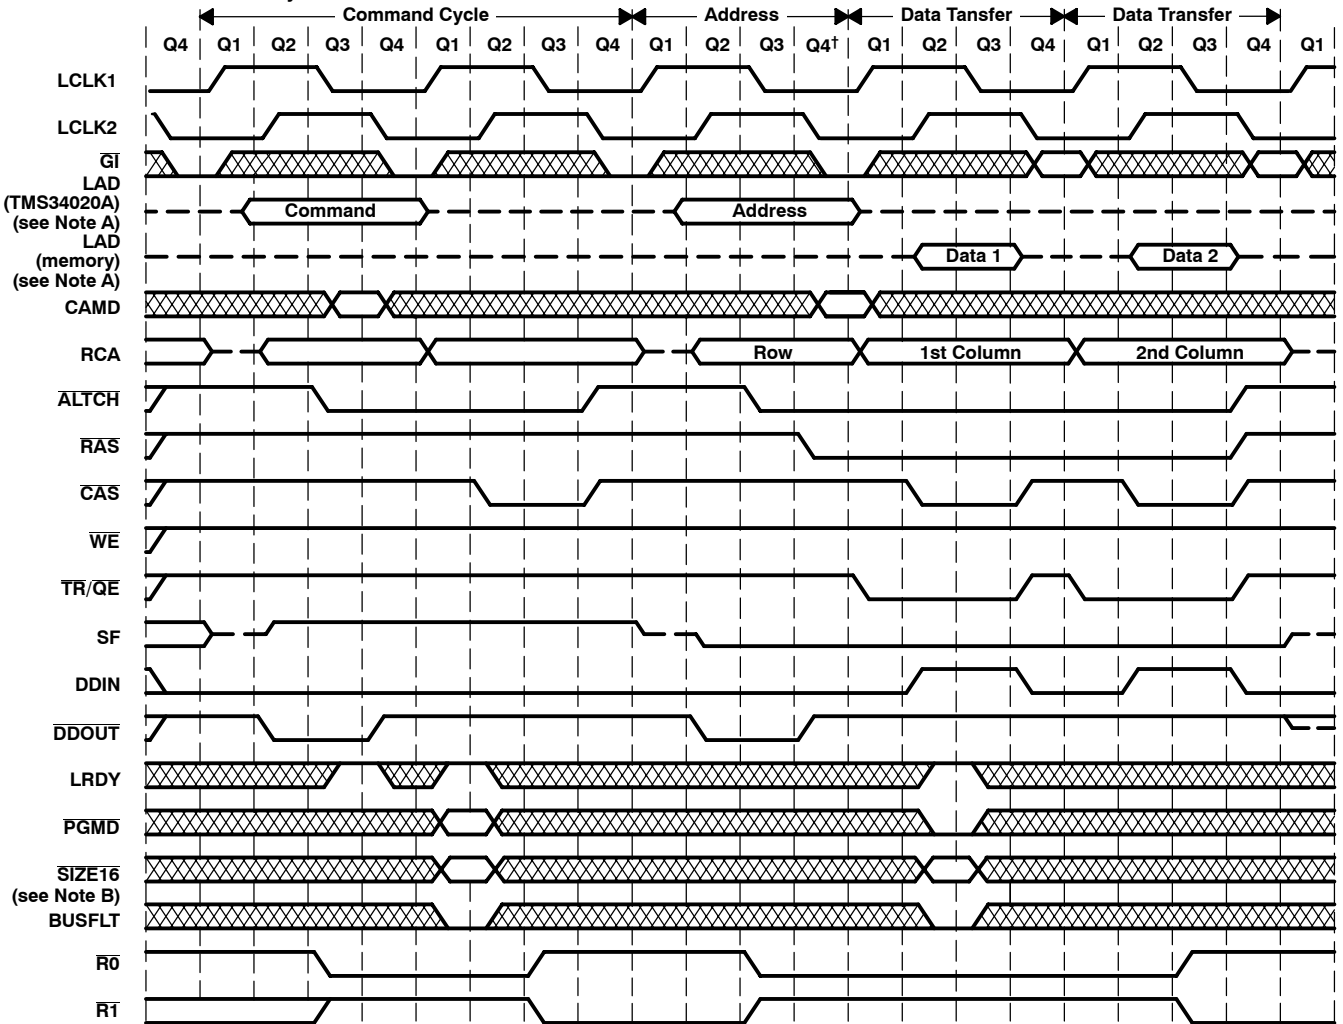 Command Cycle Address Data Tansfer Data Transfer
Q4 Q1 Q2 Q3 Q4 Q1 Q2 Q3 Q4 Q1 Q2 Q3 Q4† Q1 Q2 Q3 Q4 Q1 Q2 Q3 Q4 Q1
LCLK1
LCLK2
GI
LAD
(TMS34020A)
(see Note A)
Command Address
LAD
(memory)
(see Note A)
Data 1 Data 2
CAMD
RCA Row 1st Column 2nd Column
ALTCH
RAS
CAS
WE
TR/QE
SF
DDIN
DDOUT
LRDY
PGMD
SIZE16
(see Note B)
BUSFLT
R0
R1